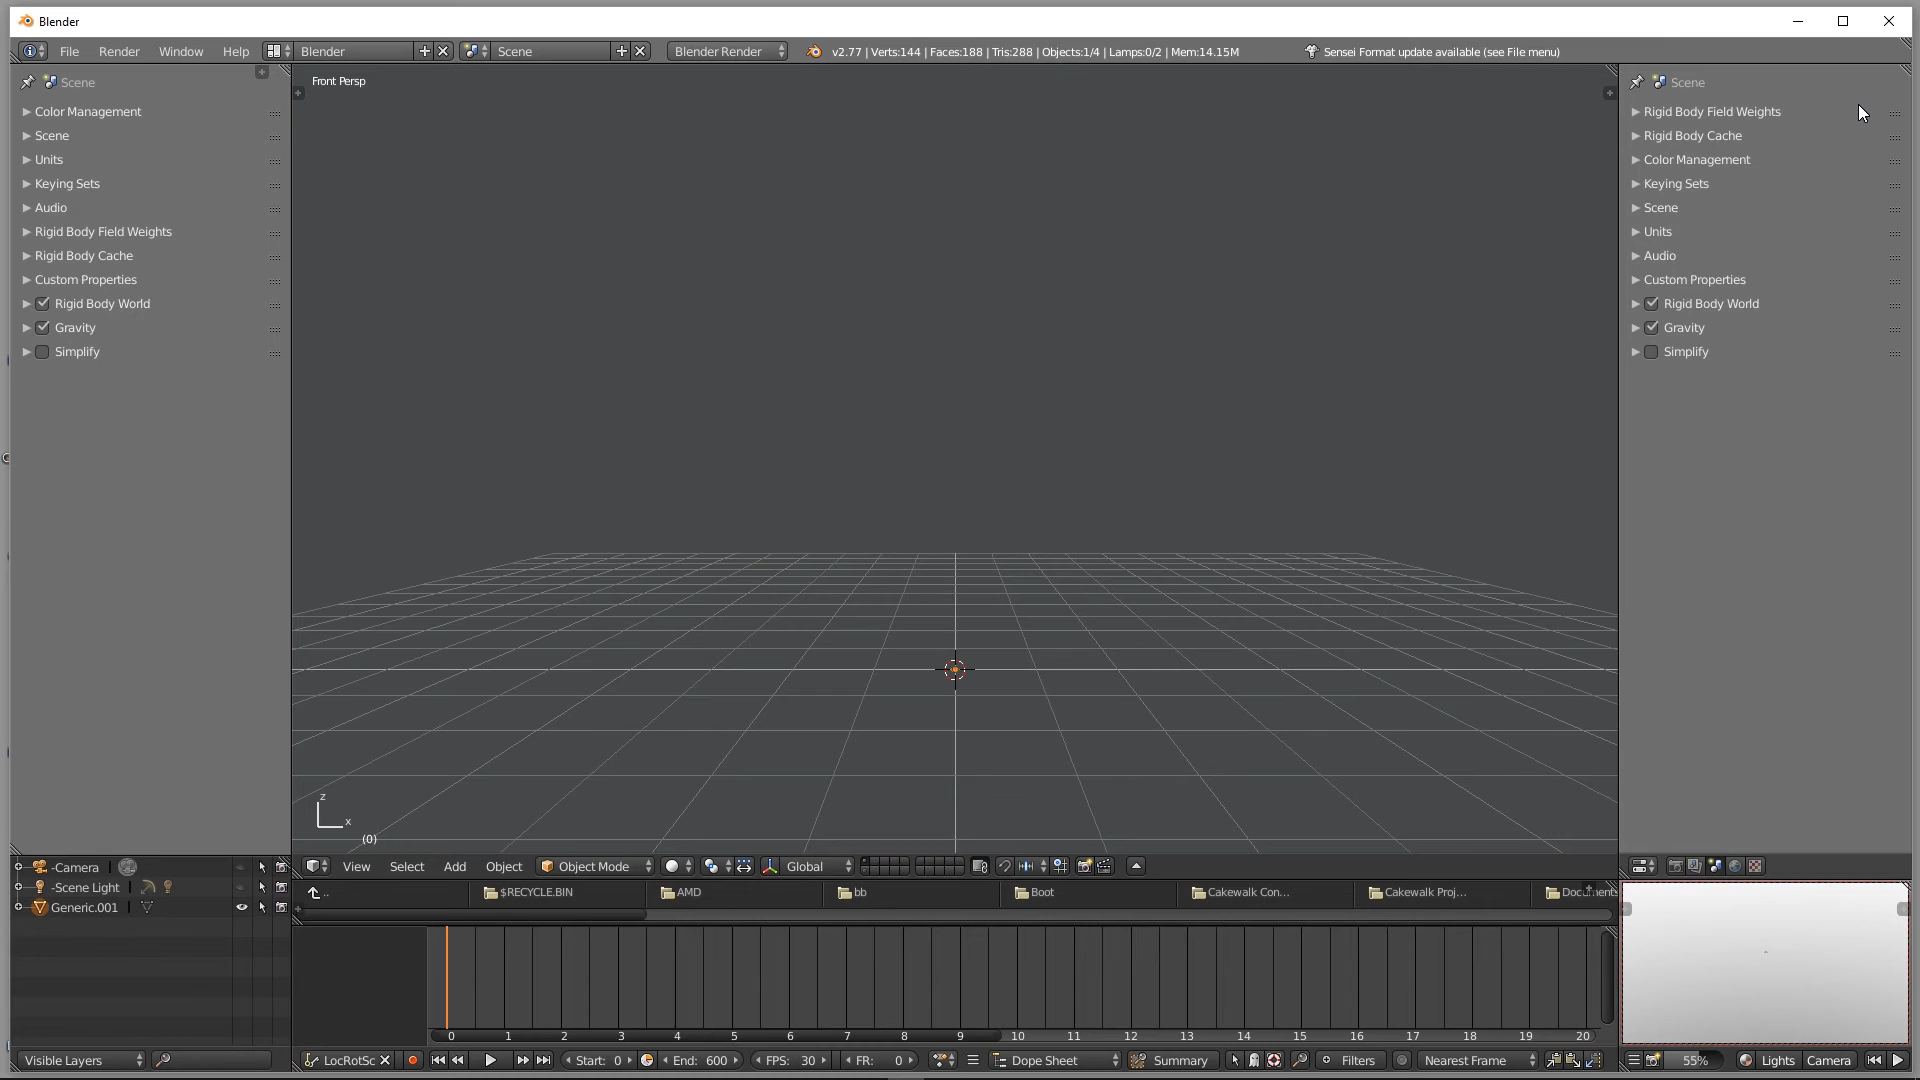 Blender
File Render Window Help Blender Scene Blender Render v2.77 | Verts:144 | Faces:188 | Tris:288 | Objects:1/4 | Lamps:0/2 | Mem:14.15M Sensei Format update available (see File menu)
Scene
Color Management
Scene
Units
Keying Sets
Audio
Rigid Body Field Weights
Rigid Body Cache
Custom Properties
Rigid Body World
Gravity
Simplify
Front Persp
z
x
(0)
Scene
Rigid Body Field Weights
Rigid Body Cache
Color Management
Keying Sets
Scene
Units
Audio
Custom Properties
Rigid Body World
Gravity
Simplify
-Camera
-Scene Light
Generic.001
Visible Layers
View Select Add Object Object Mode Global
.. $RECYCLE.BIN AMD bb Boot Cakewalk Con... Cakewalk Proj... Document
0 1 2 3 4 5 6 7 8 9 10 11 12 13 14 15 16 17 18 19 20
LocRotSc Start: 0 End: 600 FPS: 30 FR: 0 Dope Sheet Summary Filters Nearest Frame
55% Lights Camera